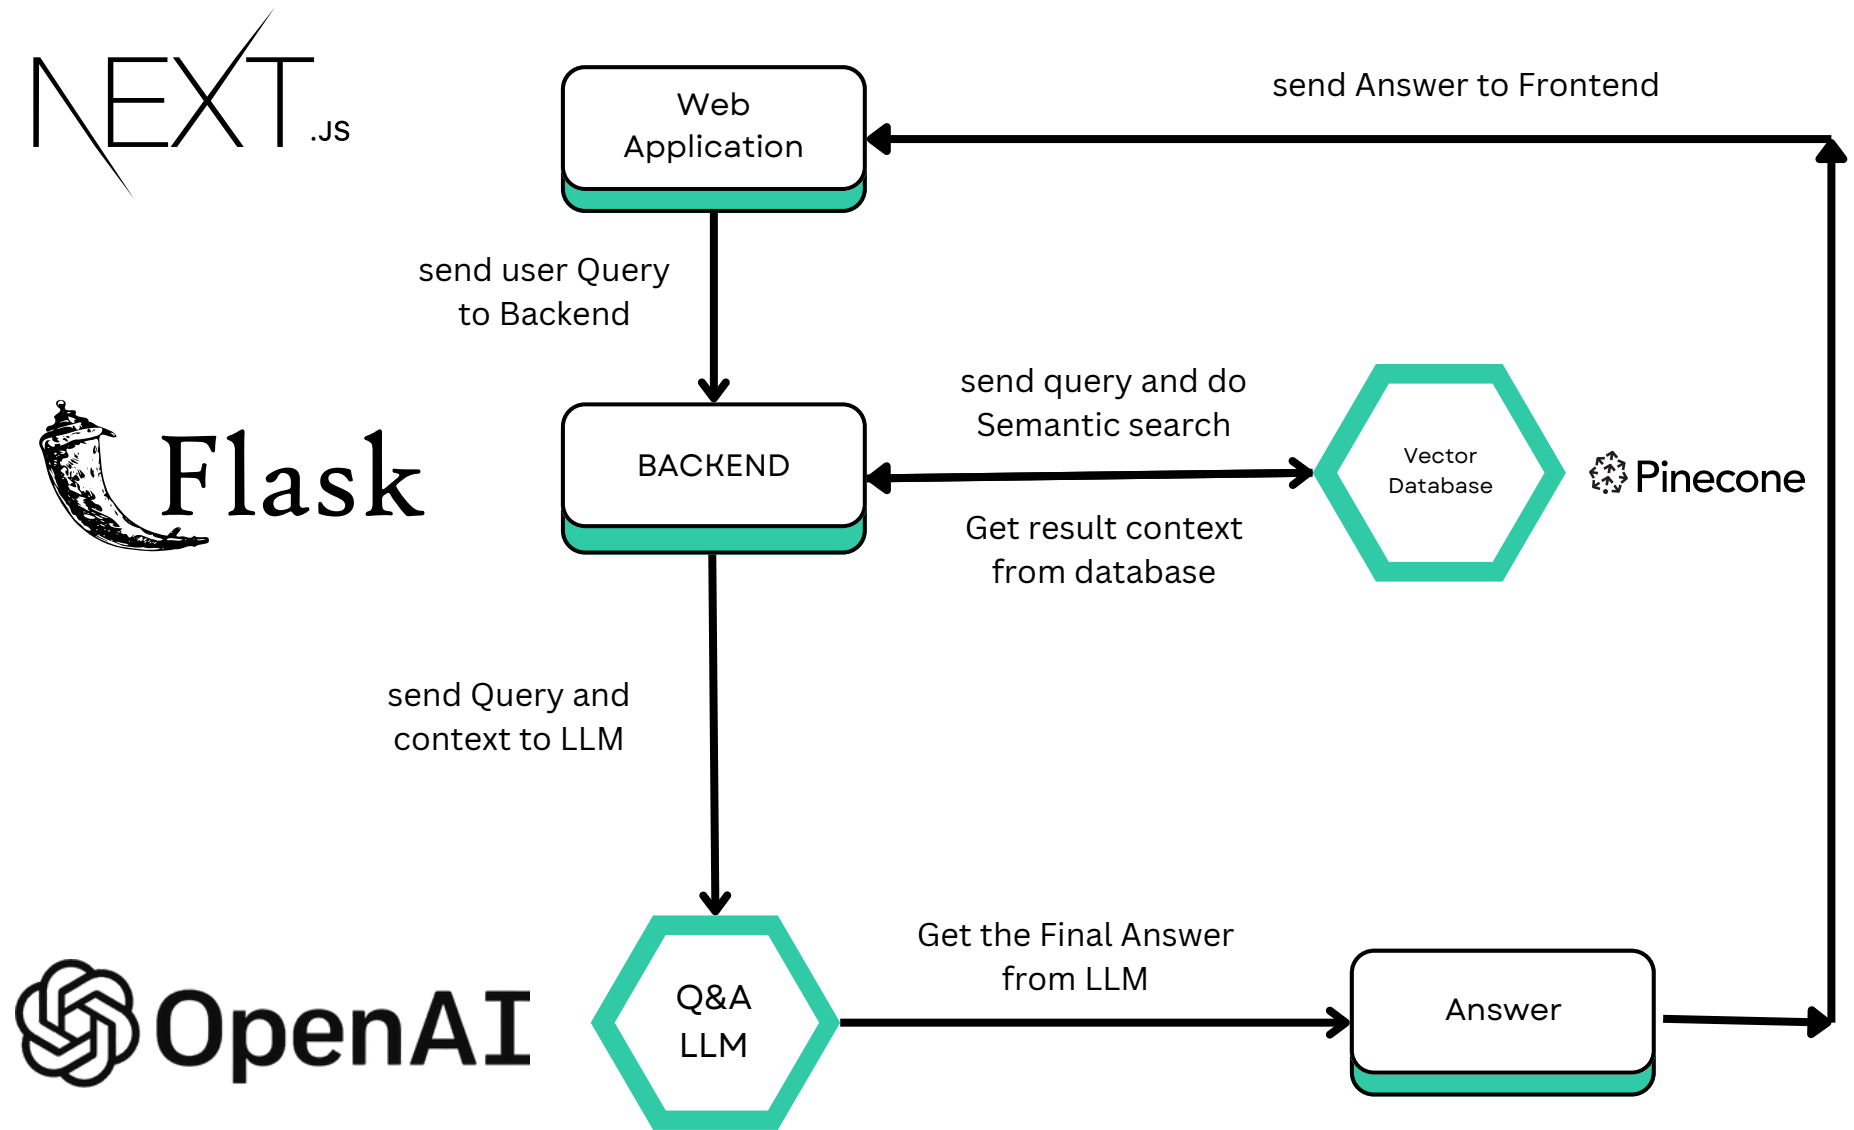 NEXT.JS
Web
Application
send Answer to Frontend
send user Query
to Backend
Flask
BACKEND
send query and do
Semantic search
Get result context
from database
Vector
Database
Pinecone
send Query and
context to LLM
OpenAI
Q&A
LLM
Get the Final Answer
from LLM
Answer